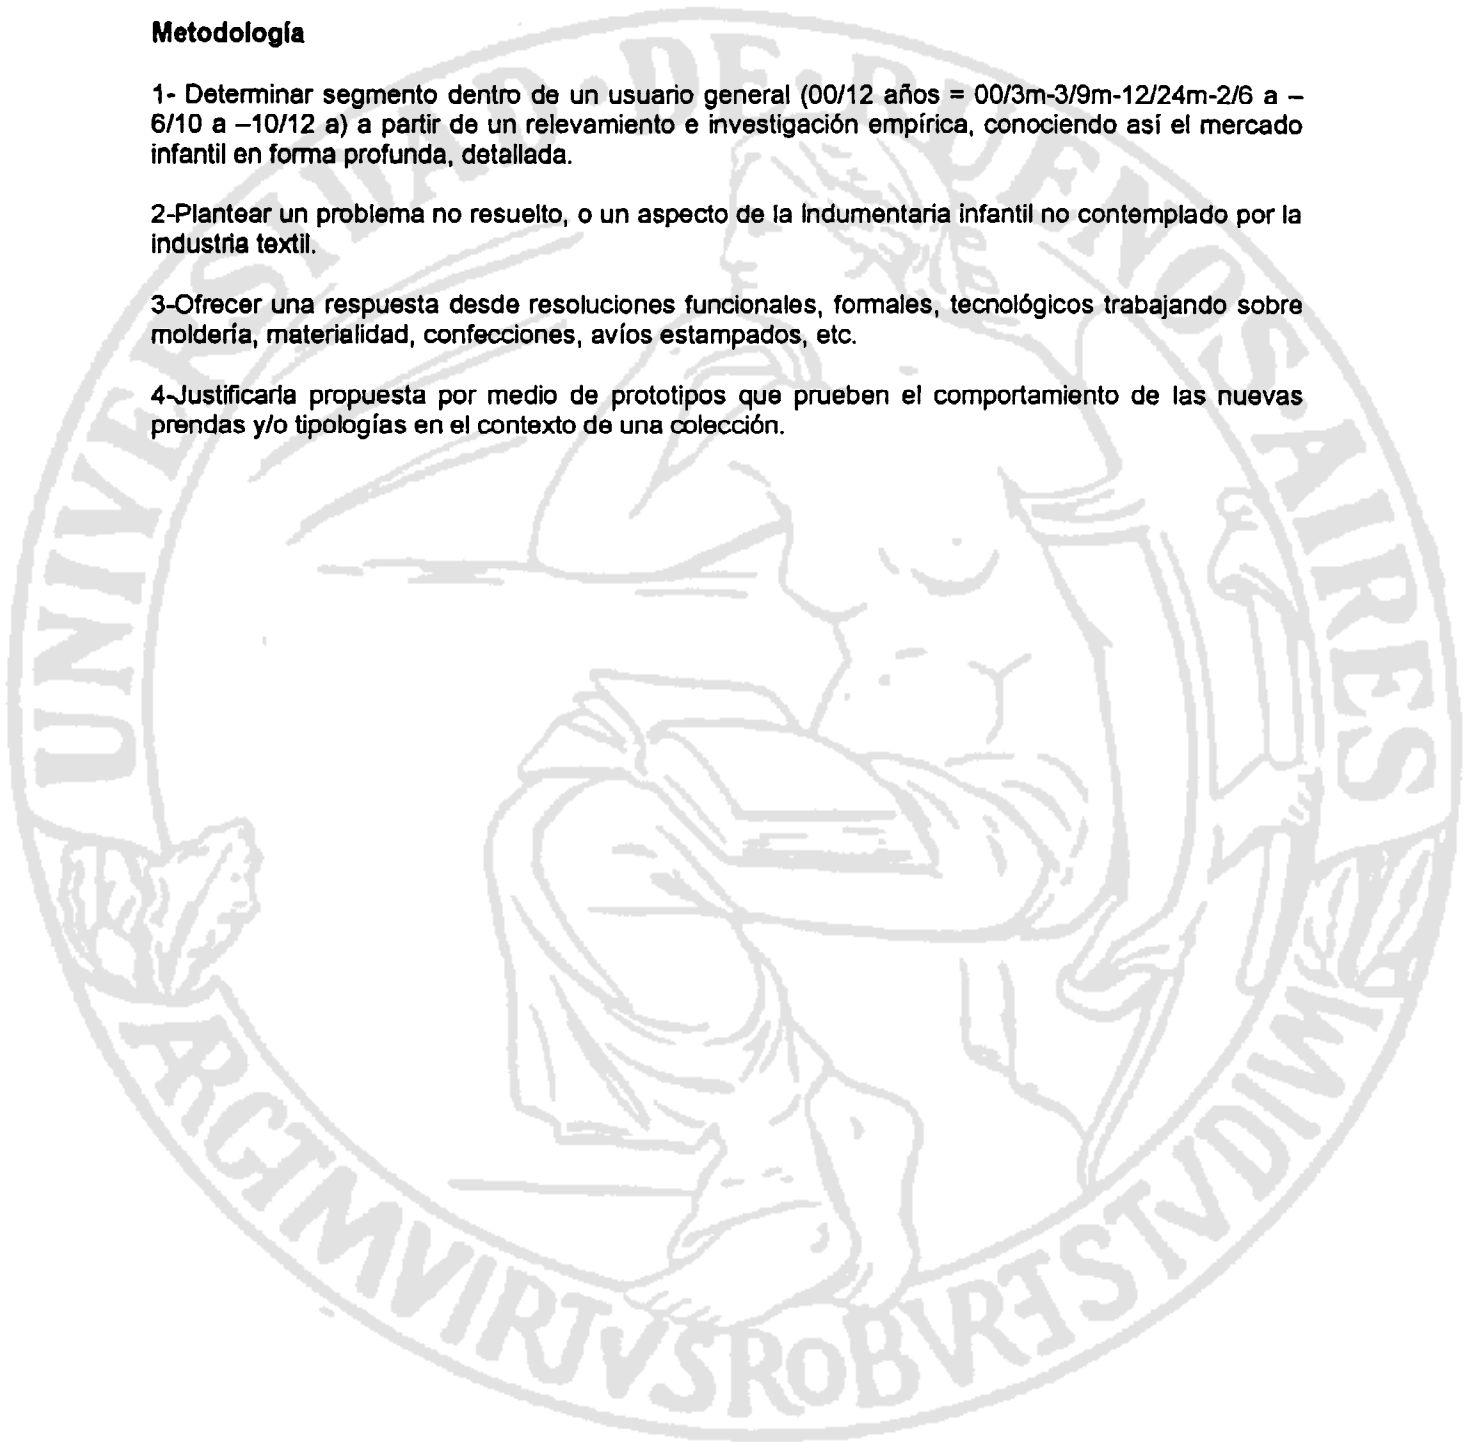 Metodología
1- Determinar segmento dentro de un usuario general (00/12 años = 00/3m-3/9m-12/24m-2/6 a –
6/10 a –10/12 a) a partir de un relevamiento e investigación empírica, conociendo así el mercado
infantil en forma profunda, detallada.
2-Plantear un problema no resuelto, o un aspecto de la indumentaria infantil no contemplado por la
industria textil.
3-Ofrecer una respuesta desde resoluciones funcionales, formales, tecnológicos trabajando sobre
moldería, materialidad, confecciones, avíos estampados, etc.
4-Justificarla propuesta por medio de prototipos que prueben el comportamiento de las nuevas
prendas y/o tipologías en el contexto de una colección.
UNIVERSIDAD • DE • BUENOS • AIRES
ARGTMVIRTVSROBVRETSTVDIVM